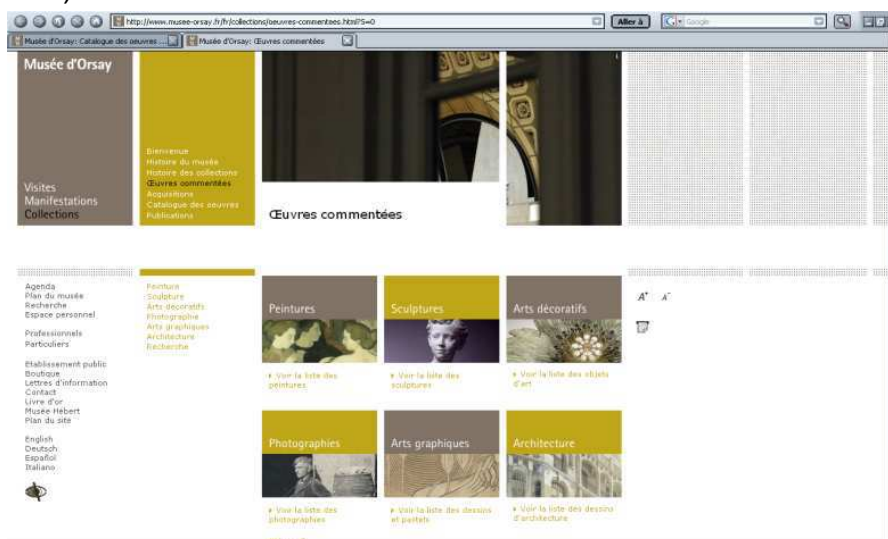 http://www.musee-orsay.fr/fr/collections/oeuvres-commentees.html?S=0
Aller à
Google
Musée d'Orsay: Catalogue des oeuvres ...
Musée d'Orsay: Œuvres commentées
Musée d'Orsay
Visites
Manifestations
Collections
Bienvenue
Histoire du musée
Histoire des collections
Œuvres commentées
Acquisitions
Catalogue des oeuvres
Publications
Œuvres commentées
Agenda
Plan du musée
Recherche
Espace personnel
Professionnels
Particuliers
Etablissement public
Boutique
Lettres d'information
Contact
Livre d'or
Musée Hébert
Plan du site
English
Deutsch
Español
Italiano
Peinture
Sculpture
Arts décoratifs
Photographie
Arts graphiques
Architecture
Recherche
Peintures
Voir la liste des
peintures
Sculptures
Voir la liste des
sculptures
Arts décoratifs
Voir la liste des objets
d'art
Photographies
Voir la liste des
photographies
Arts graphiques
Voir la liste des dessins
et pastels
Architecture
Voir la liste des dessins
d'architecture
A+ A-